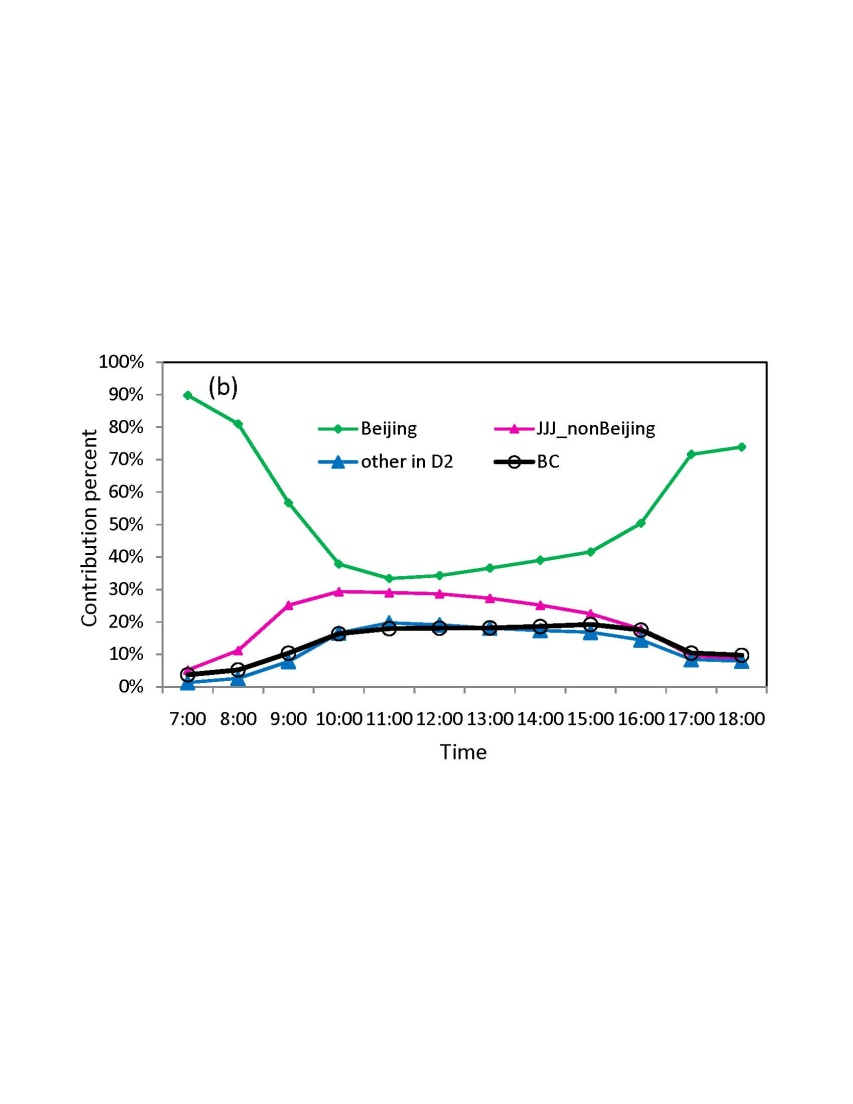 100%
(b)
90%
Beijing
JJJ_nonBeijing
80%
70%
other in D2
BC
60%
50%
40%
30%
20%
10%
0%
Contribution percent
7:00 8:00 9:00 10:00 11:00 12:00 13:00 14:00 15:00 16:00 17:00 18:00
Time